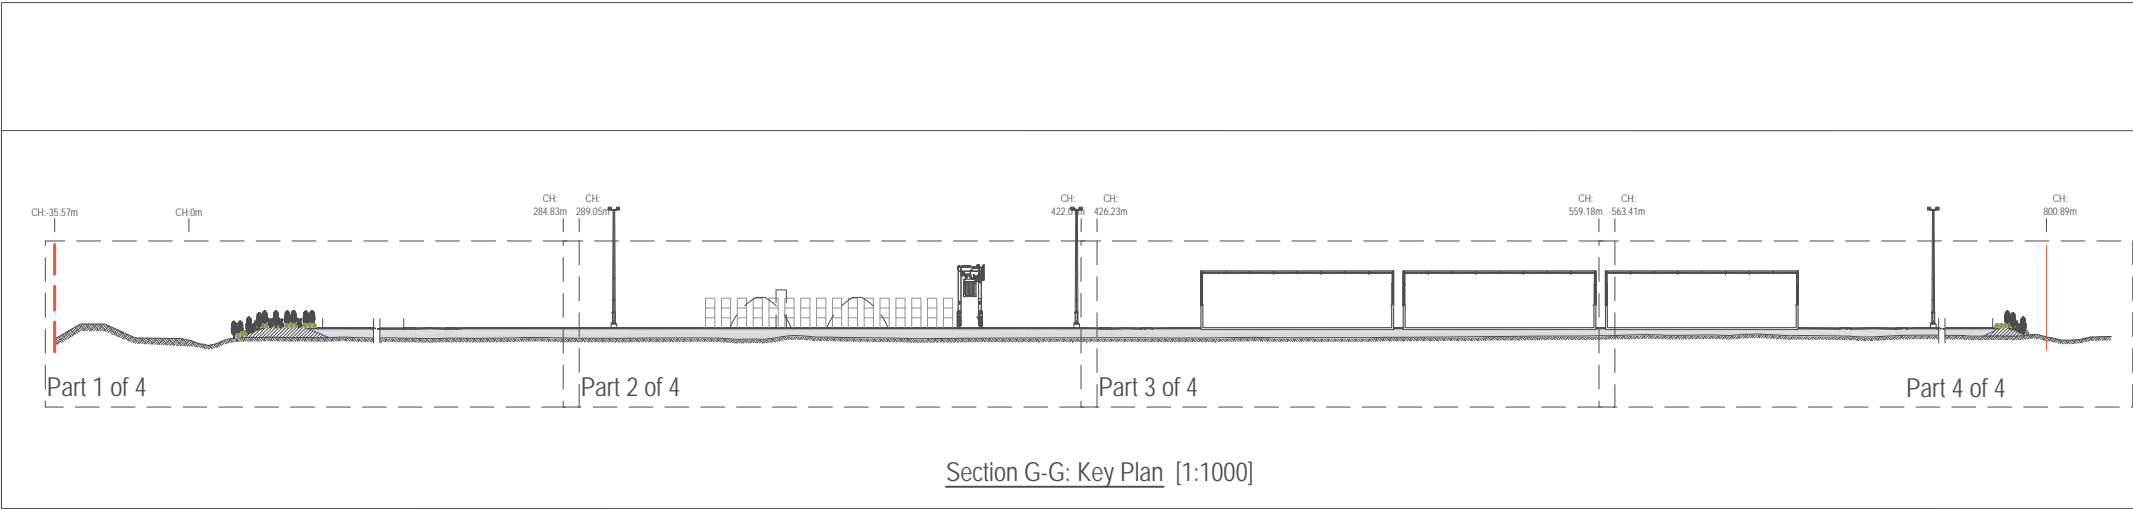 CH:-35.57m
CH:0m
CH:
284.83m
CH:
289.05m
CH:
CH:
426.23m
CH:
559.18m
CH:
563.41m
CH:
800.89m
Part 1 of 4
Part 2 of 4
Part 3 of 4
Part 4 of 4
Section G-G: Key Plan [1:1000]